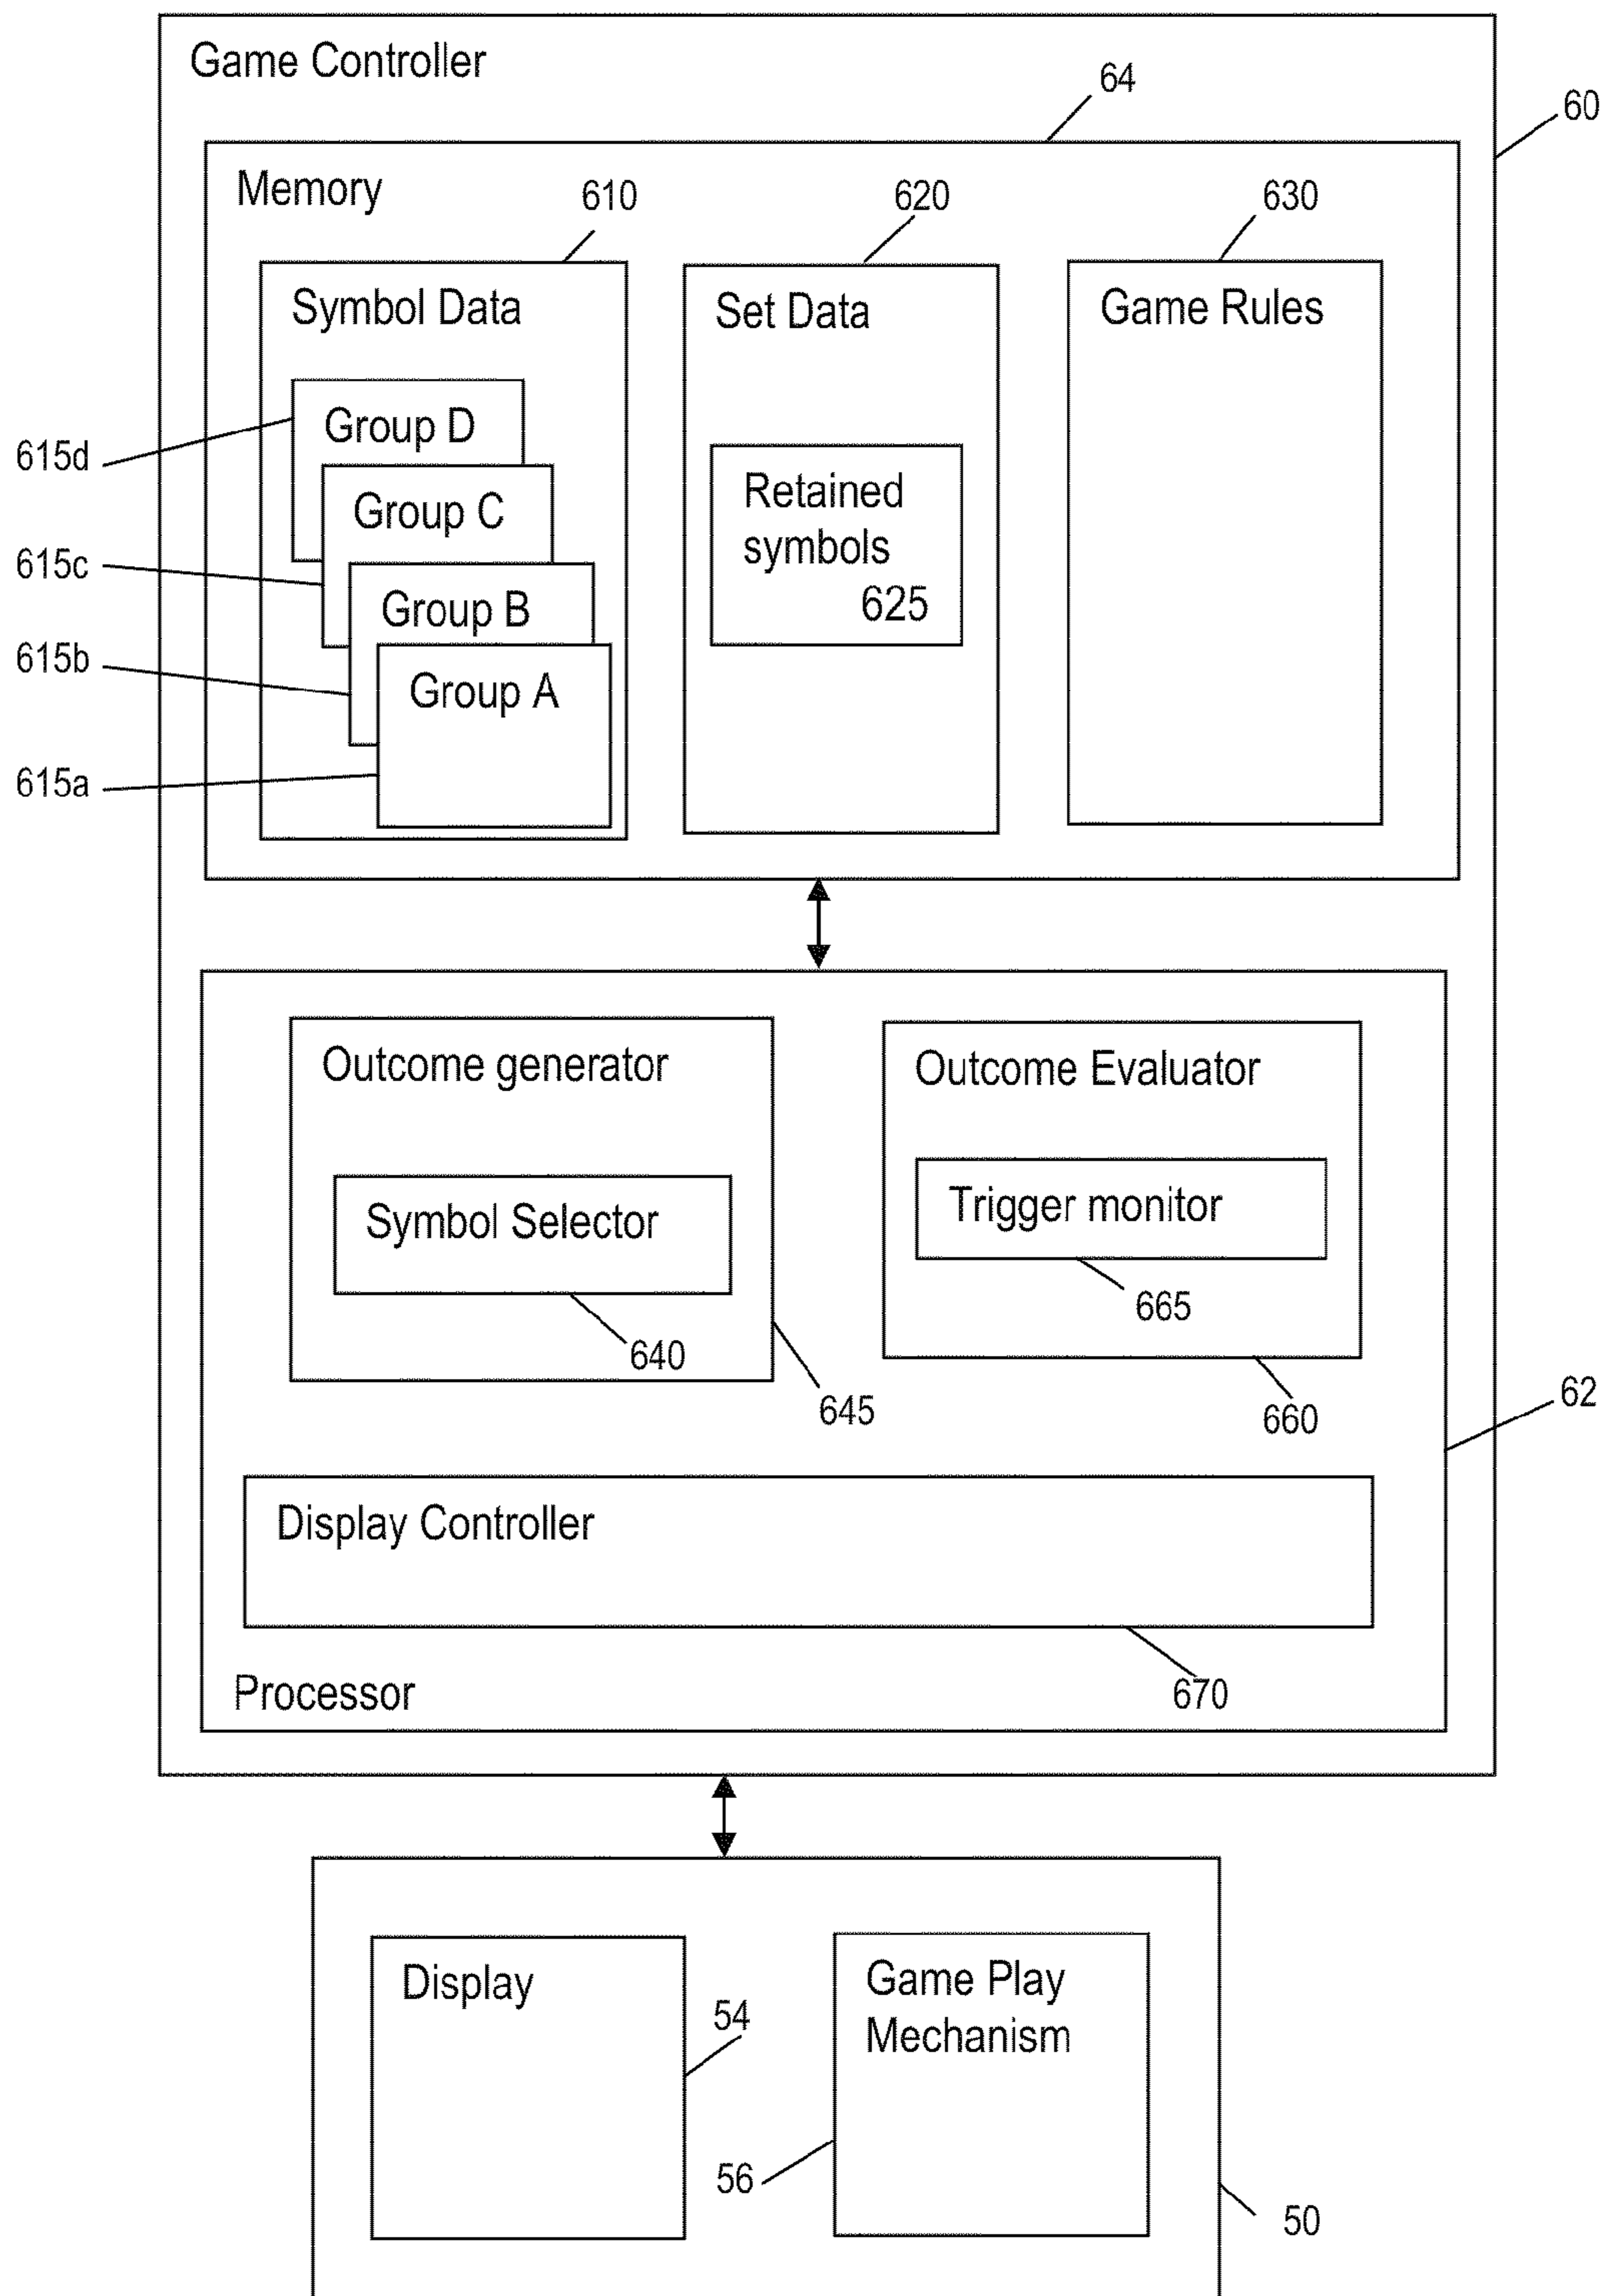 Game Controller
64
60
Memory
610
620
630
Symbol Data
Set Data
Game Rules
Group D
615d
Retained
symbols
625
Group C
615c
Group B
615b
Group A
615a
Outcome generator
Outcome Evaluator
Symbol Selector
Trigger monitor
665
640
645
660
62
Display Controller
Processor
670
Display
Game Play
Mechanism
54
56
50